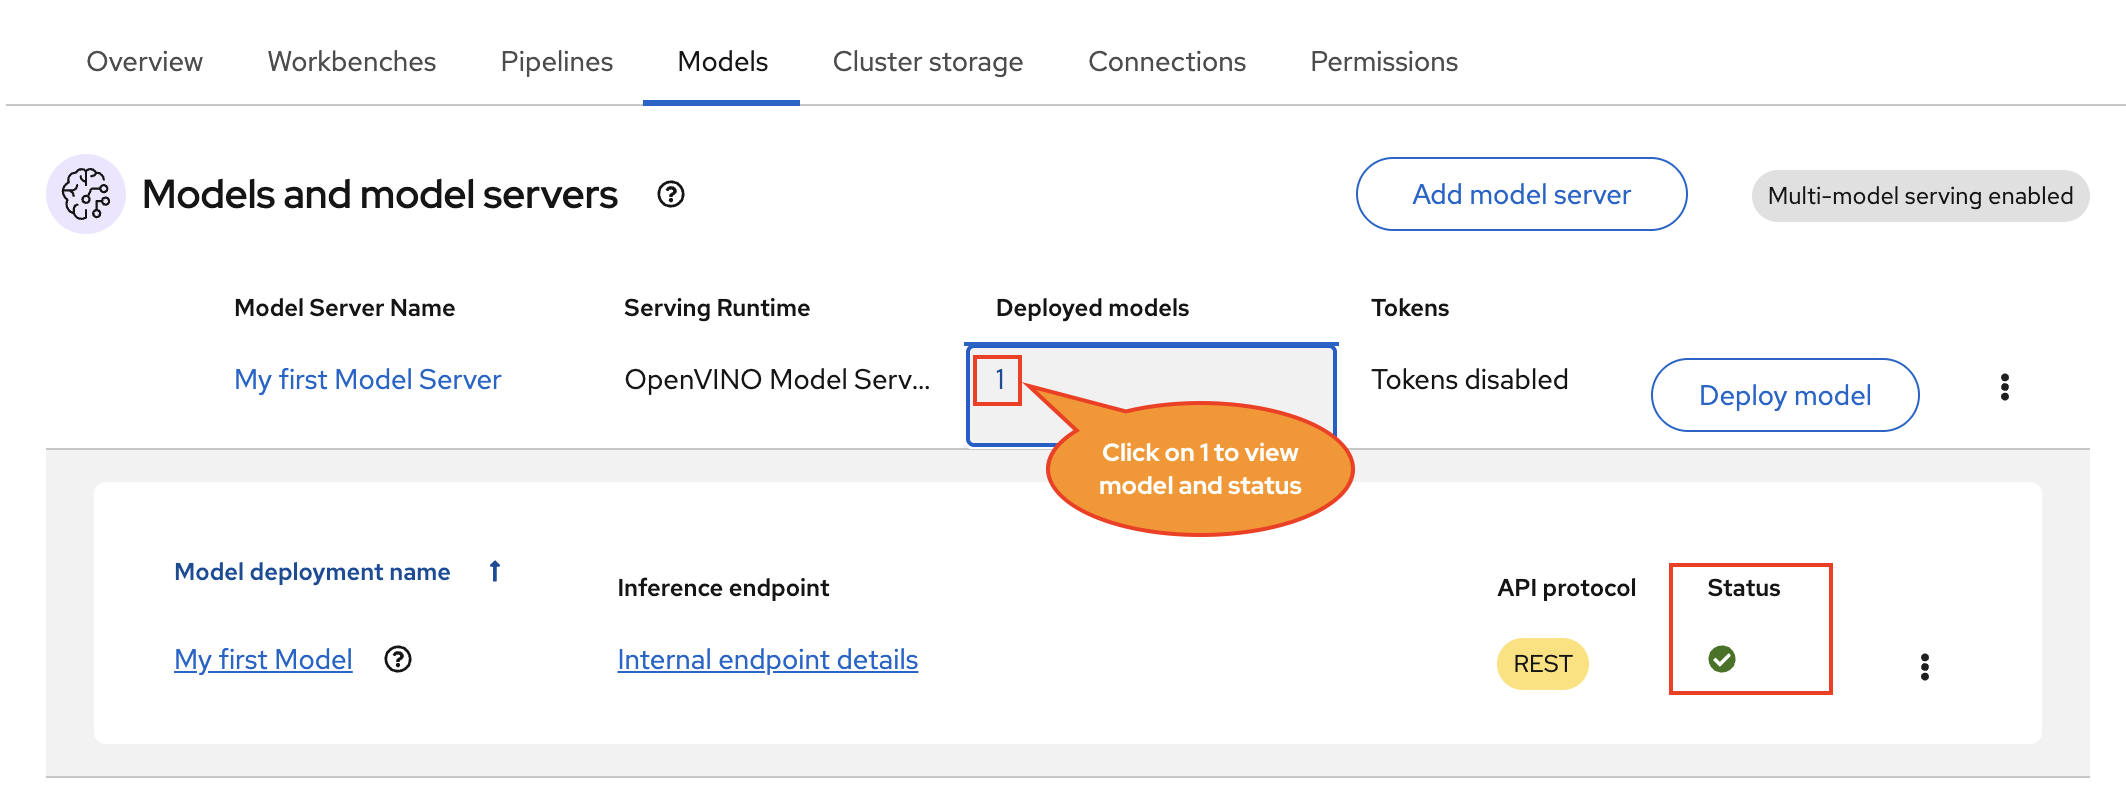 Overview Workbenches Pipelines Models Cluster storage Connections Permissions
Models and model servers
Add model server
Multi-model serving enabled
Model Server Name Serving Runtime Deployed models Tokens
My first Model Server OpenVINO Model Serv... 1 Tokens disabled Deploy model
Click on 1 to view
model and status
Model deployment name Inference endpoint API protocol Status
My first Model Internal endpoint details REST